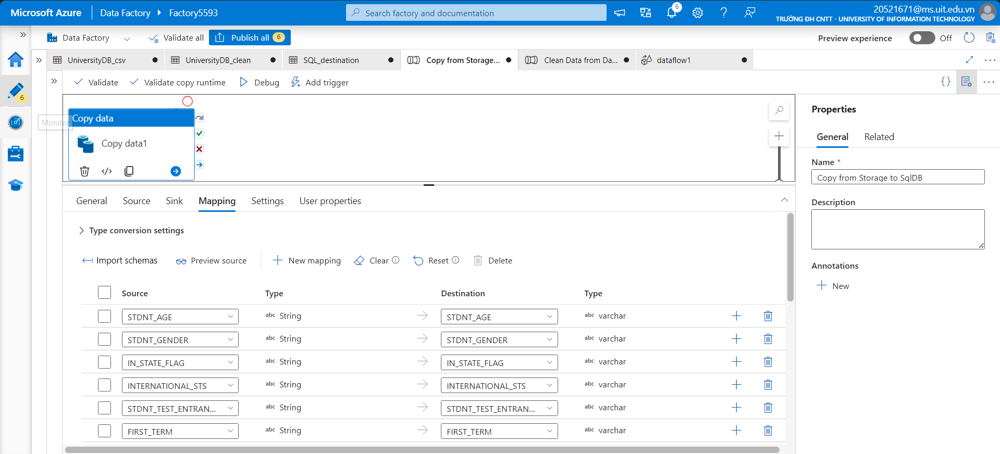 Microsoft Azure
Data Factory
Factory5593
Search factory and documentation
6
20521671@ms.uit.edu.vn
TRƯỜNG ĐH CNTT - UNIVERSITY OF INFORMATION TECHNOLOGY
Data Factory
Validate all
Publish all 6
Preview experience
Off
UniversityDB_csv
UniversityDB_clean
SQL_destination
Copy from Storage...
Clean Data from Da...
dataflow1
Validate
Validate copy runtime
Debug
Add trigger
6
Monitor
Copy data
Copy data1
Properties
General
Related
Name *
Copy from Storage to SqlDB
Description
Annotations
New
General
Source
Sink
Mapping
Settings
User properties
Type conversion settings
Import schemas
Preview source
New mapping
Clear
Reset
Delete
Source Type Destination Type
STDNT_AGE abc String STDNT_AGE abc varchar
STDNT_GENDER abc String STDNT_GENDER abc varchar
IN_STATE_FLAG abc String IN_STATE_FLAG abc varchar
INTERNATIONAL_STS abc String INTERNATIONAL_STS abc varchar
STDNT_TEST_ENTRAN... abc String STDNT_TEST_ENTRAN... abc varchar
FIRST_TERM abc String FIRST_TERM abc varchar